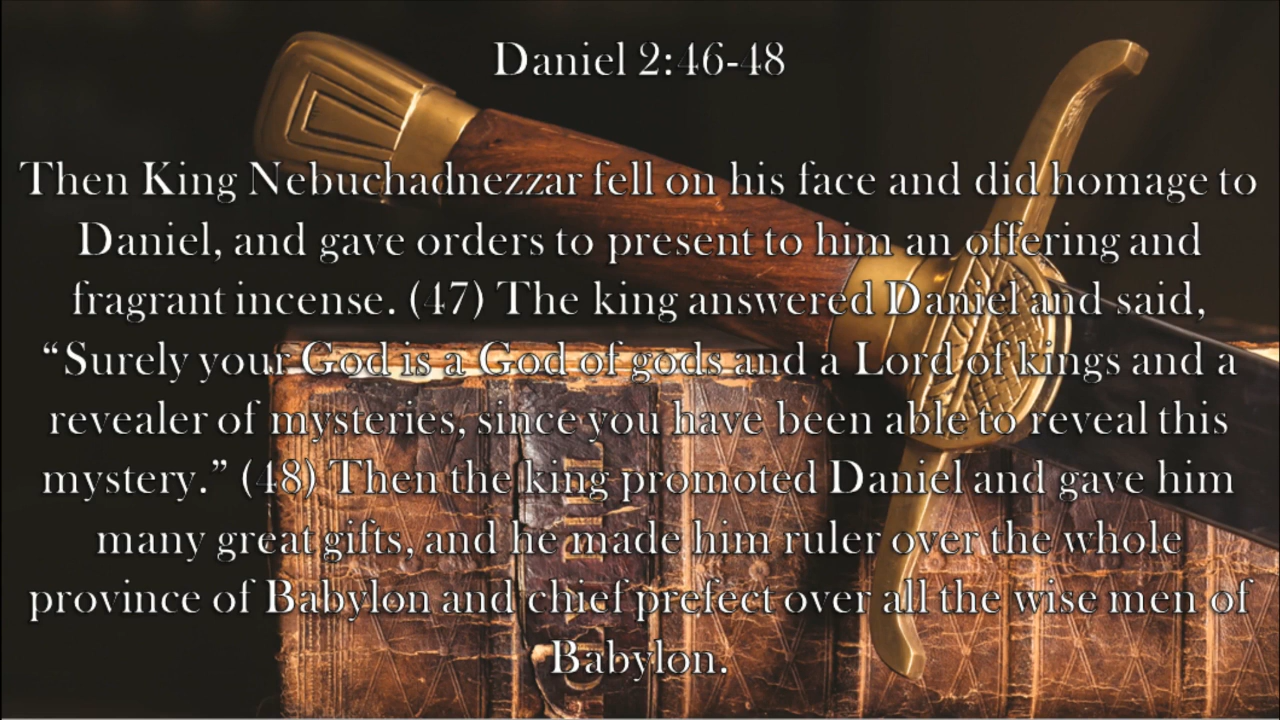 Daniel 2:46-48
Then King Nebuchadnezzar fell on his face and did homage to
Daniel, and gave orders to present to him an offering and
fragrant incense. (47) The king answered Daniel and said,
“Surely your God is a God of gods and a Lord of kings and a
revealer of mysteries, since you have been able to reveal this
mystery.” (48) Then the king promoted Daniel and gave him
many great gifts, and he made him ruler over the whole
province of Babylon and chief prefect over all the wise men of
Babylon.